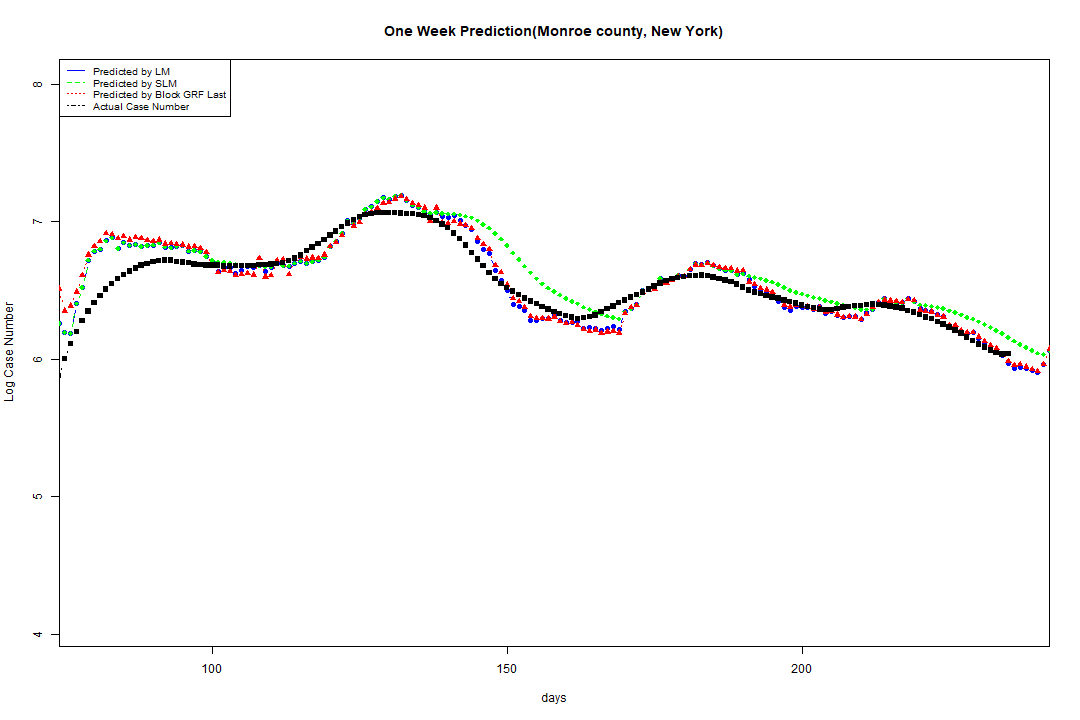 One Week Prediction(Monroe county, New York)
Predicted by LM
Predicted by SLM
Predicted by Block GRF Last
Actual Case Number
8
7
6
5
4
Log Case Number
100 150 200
days